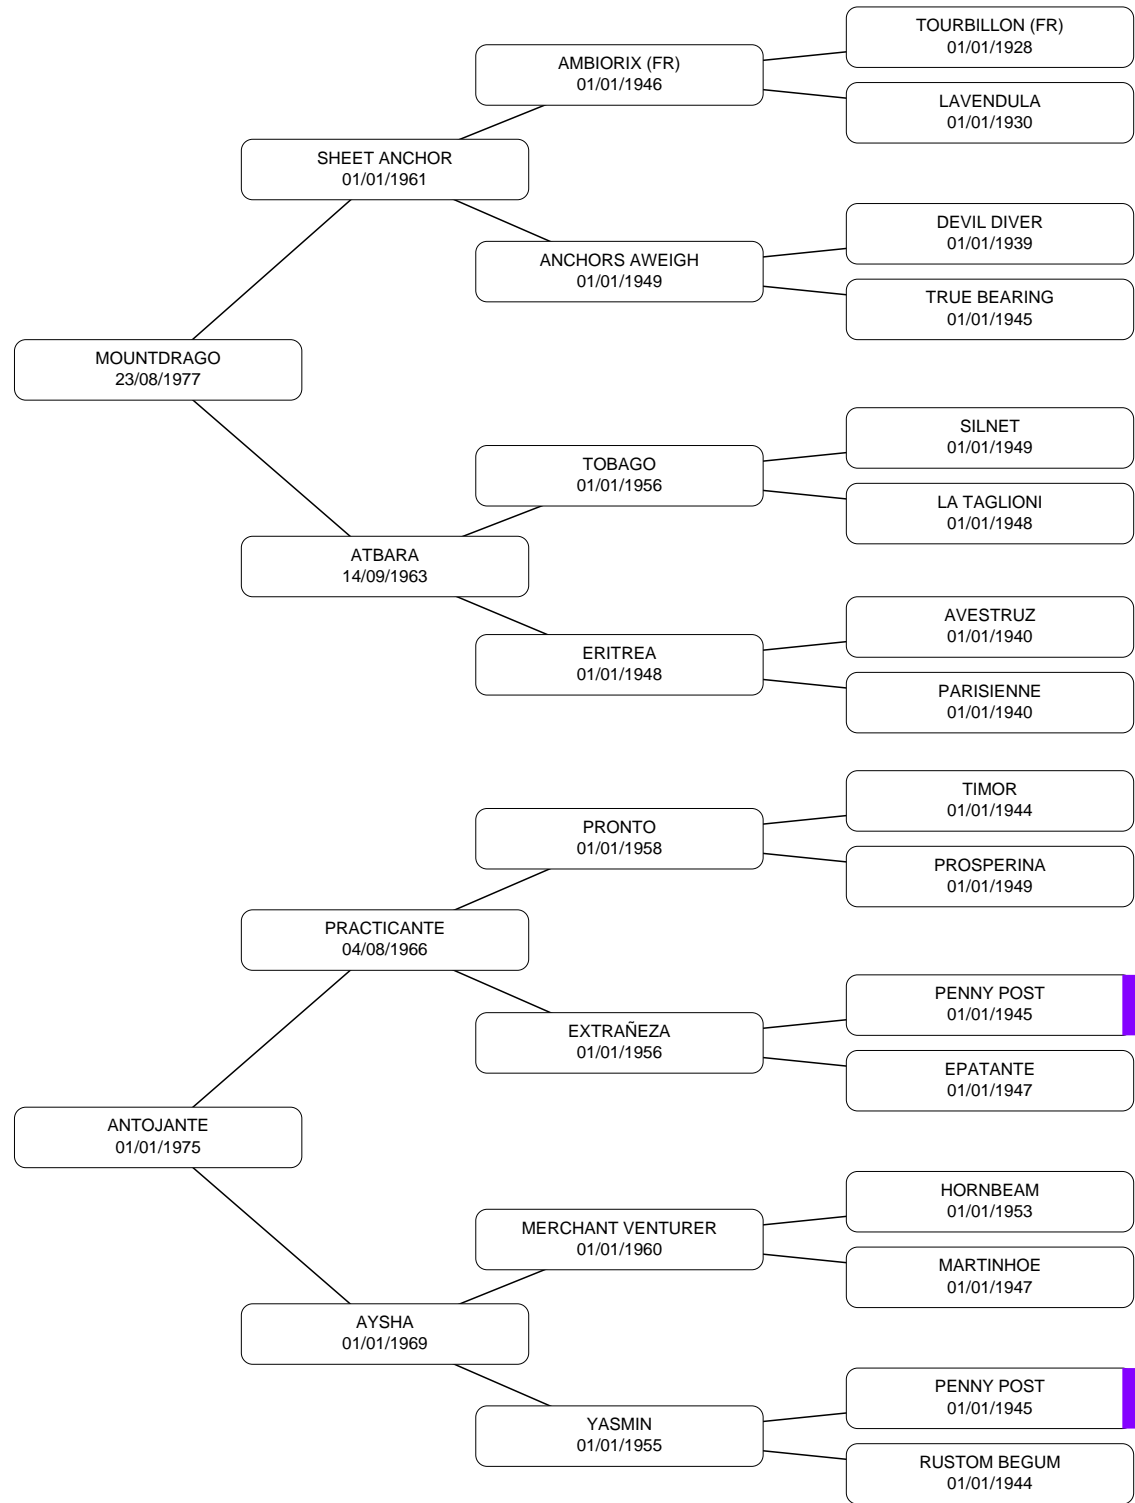 TOURBILLON (FR)
01/01/1928
AMBIORIX (FR)
01/01/1946
LAVENDULA
01/01/1930
SHEET ANCHOR
01/01/1961
DEVIL DIVER
01/01/1939
ANCHORS AWEIGH
01/01/1949
TRUE BEARING
01/01/1945
MOUNTDRAGO
23/08/1977
SILNET
01/01/1949
TOBAGO
01/01/1956
LA TAGLIONI
01/01/1948
ATBARA
14/09/1963
AVESTRUZ
01/01/1940
ERITREA
01/01/1948
PARISIENNE
01/01/1940
TIMOR
01/01/1944
PRONTO
01/01/1958
PROSPERINA
01/01/1949
PRACTICANTE
04/08/1966
PENNY POST
01/01/1945
EXTRAÑEZA
01/01/1956
EPATANTE
01/01/1947
ANTOJANTE
01/01/1975
HORNBEAM
01/01/1953
MERCHANT VENTURER
01/01/1960
MARTINHOE
01/01/1947
AYSHA
01/01/1969
PENNY POST
01/01/1945
YASMIN
01/01/1955
RUSTOM BEGUM
01/01/1944